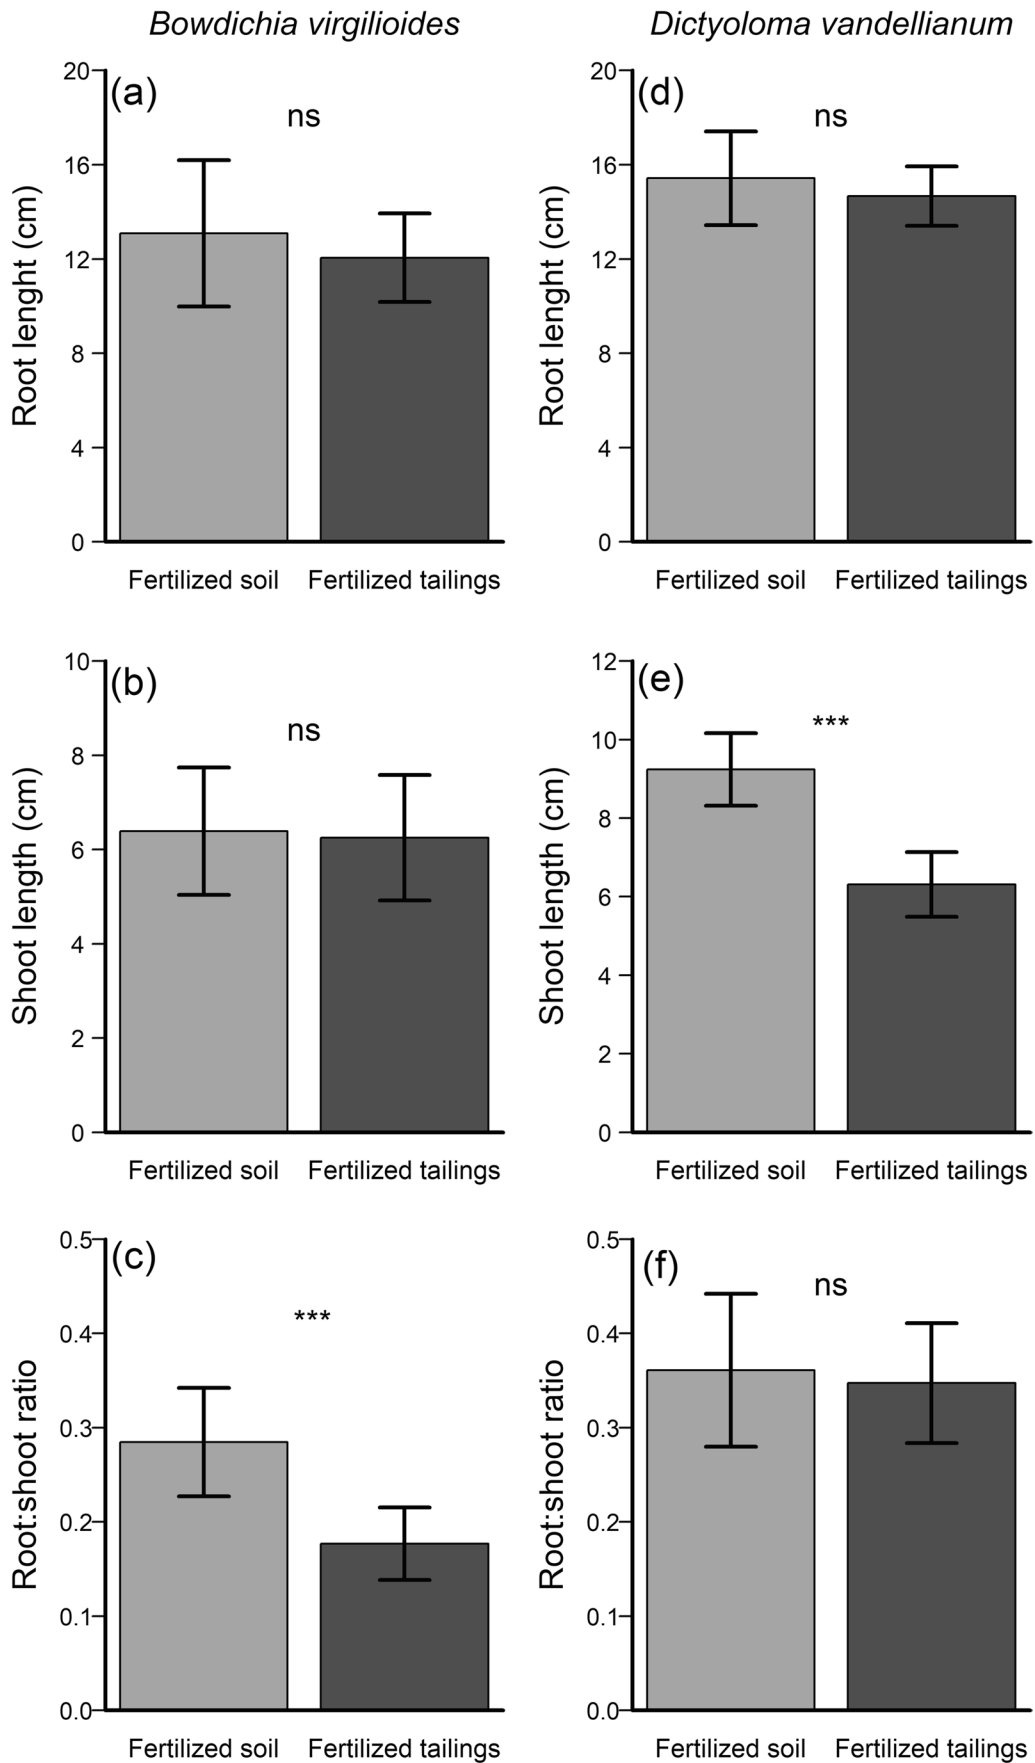 Bowdichia virgilioides
Dictyoloma vandellianum
(a)
ns
Root lenght (cm)
20
16
12
8
4
0
Fertilized soil
Fertilized tailings
(d)
ns
Root lenght (cm)
20
16
12
8
4
0
Fertilized soil
Fertilized tailings
(b)
ns
Shoot length (cm)
10
8
6
4
2
0
Fertilized soil
Fertilized tailings
(e)
***
Shoot length (cm)
12
10
8
6
4
2
0
Fertilized soil
Fertilized tailings
(c)
***
Root:shoot ratio
0.5
0.4
0.3
0.2
0.1
0.0
Fertilized soil
Fertilized tailings
(f)
ns
Root:shoot ratio
0.5
0.4
0.3
0.2
0.1
0.0
Fertilized soil
Fertilized tailings